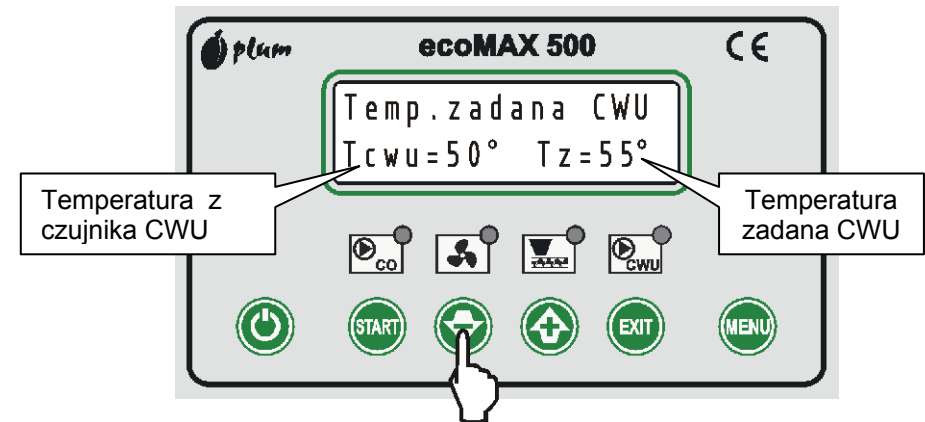 plum
ecoMAX 500
CE
Temp.zadana CWU
Tcwu=50° Tz=55°
Temperatura z
czujnika CWU
Temperatura
zadana CWU
CO
CWU
START
EXIT
MENU